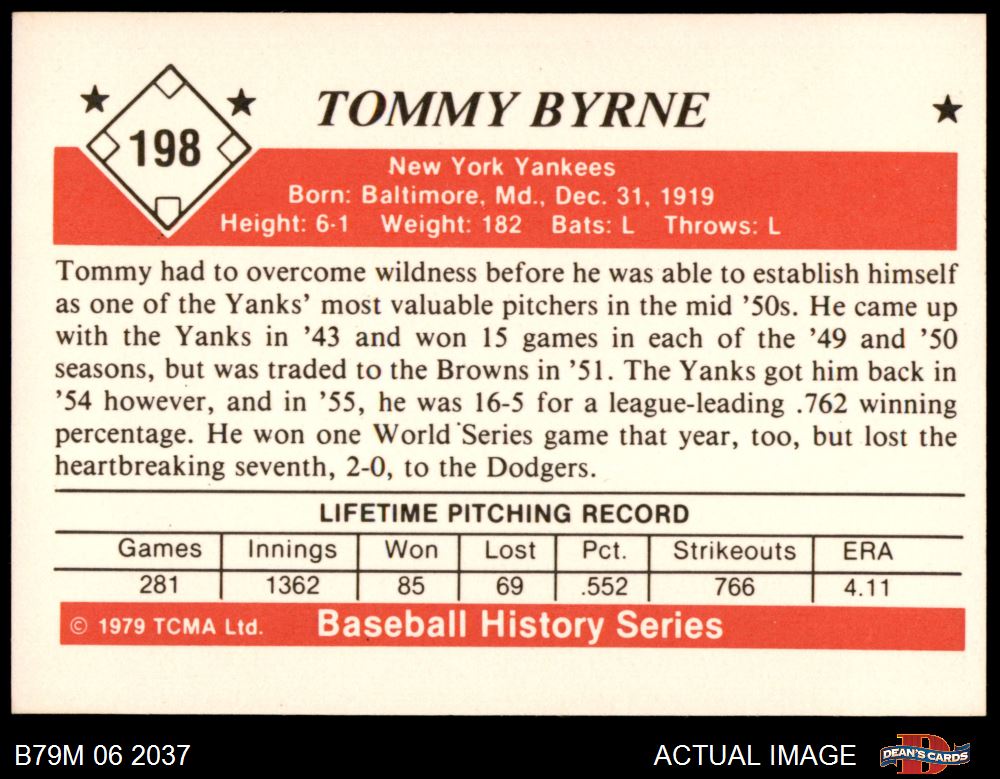 198
TOMMY BYRNE
New York Yankees
Born: Baltimore, Md., Dec. 31, 1919
Height: 6-1 Weight: 182 Bats: L Throws: L
Tommy had to overcome wildness before he was able to establish himself
as one of the Yanks' most valuable pitchers in the mid '50s. He came up
with the Yanks in '43 and won 15 games in each of the '49 and '50
seasons, but was traded to the Browns in '51. The Yanks got him back in
'54 however, and in '55, he was 16-5 for a league-leading .762 winning
percentage. He won one World Series game that year, too, but lost the
heartbreaking seventh, 2-0, to the Dodgers.
LIFETIME PITCHING RECORD
Games Innings Won Lost Pct. Strikeouts ERA
281 1362 85 69 .552 766 4.11
© 1979 TCMA Ltd. Baseball History Series
B79M 06 2037 ACTUAL IMAGE DEAN'S CARDS